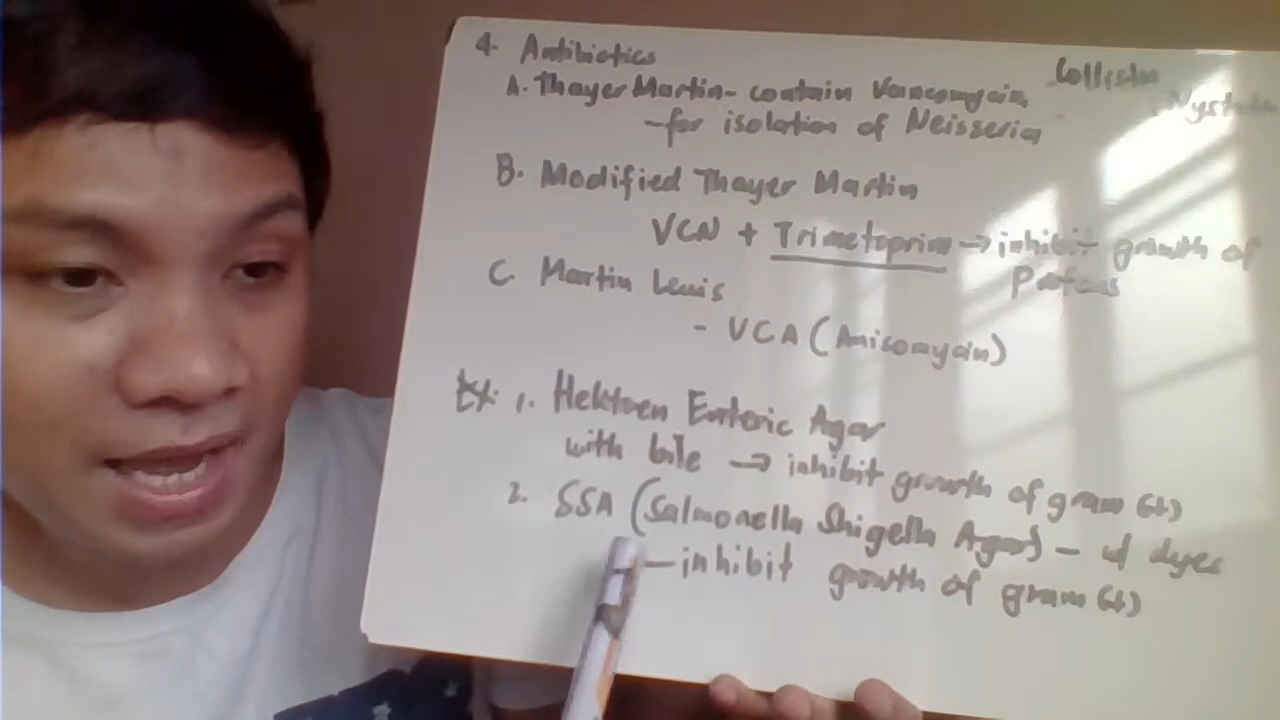 4. Antibiotics
A. Thayer Martin - contain Vancomycin, Collistin
-for isolation of Neisseria
B. Modified Thayer Martin
VCN + Trimetoprim → inhibit growth of
Proteus
C. Martin Lewis
- VCA (Anisomycin)
Ex: 1. Hektoen Enteric Agar
with bile → inhibit growth of gram (+)
2. SSA (Salmonella Shigella Agar) - w/ dyes
- inhibit growth of gram (+)